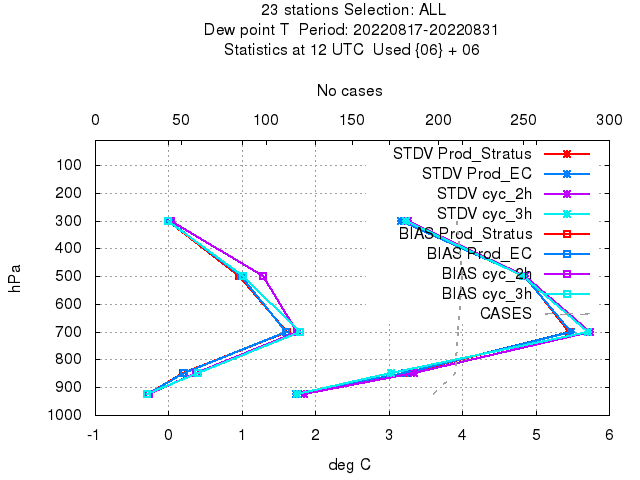 23 stations Selection: ALL
Dew point T  Period: 20220817-20220831
Statistics at 12 UTC  Used {06} + 06
No cases
0 50 100 150 200 250 300
100
200
300
400
500
600
700
800
900
1000
hPa
STDV Prod_Stratus
STDV Prod_EC
STDV cyc_2h
STDV cyc_3h
BIAS Prod_Stratus
BIAS Prod_EC
BIAS cyc_2h
BIAS cyc_3h
CASES
-1 0 1 2 3 4 5 6
deg C